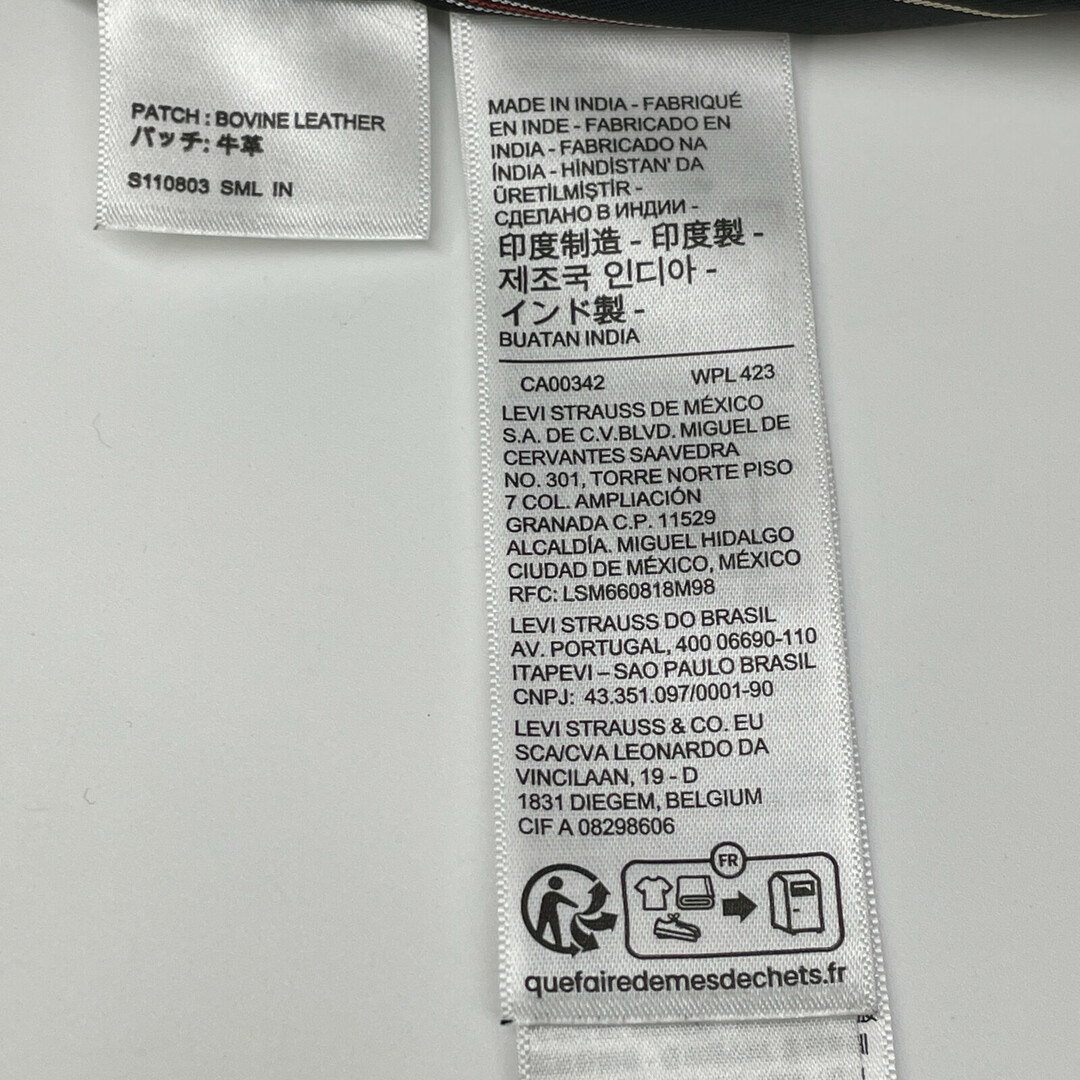 PATCH : BOVINE LEATHER
パッチ: 牛革
S110803 SML IN
MADE IN INDIA - FABRIQUÉ
EN INDE - FABRICADO EN
INDIA - FABRICADO NA
ÍNDIA - HİNDİSTAN' DA
ÜRETİLMİŞTİR -
СДЕЛАНО В ИНДИИ -
印度制造 - 印度製 -
제조국 인디아 -
インド製 -
BUATAN INDIA
CA00342 WPL 423
LEVI STRAUSS DE MÉXICO
S.A. DE C.V.BLVD. MIGUEL DE
CERVANTES SAAVEDRA
NO. 301, TORRE NORTE PISO
7 COL. AMPLIACIÓN
GRANADA C.P. 11529
ALCALDÍA. MIGUEL HIDALGO
CIUDAD DE MÉXICO, MÉXICO
RFC: LSM660818M98
LEVI STRAUSS DO BRASIL
AV. PORTUGAL, 400 06690-110
ITAPEVI – SAO PAULO BRASIL
CNPJ: 43.351.097/0001-90
LEVI STRAUSS & CO. EU
SCA/CVA LEONARDO DA
VINCILAAN, 19 - D
1831 DIEGEM, BELGIUM
CIF A 08298606
FR
quefairedemesdechets.fr